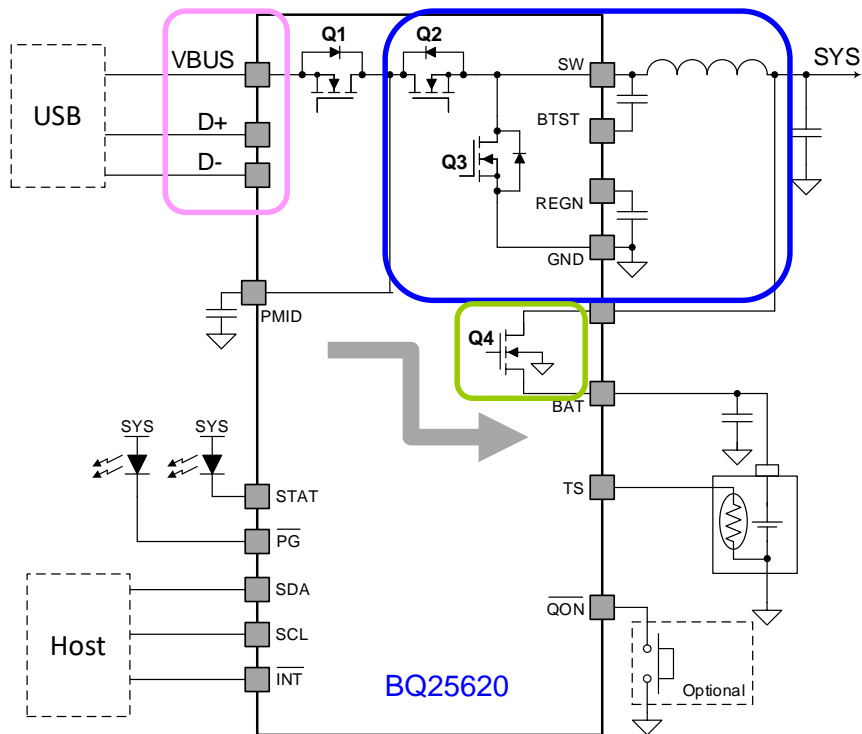 Q1
Q2
VBUS
SW
SYS
USB
D+
BTST
D-
Q3
REGN
GND
PMID
Q4
BAT
SYS
SYS
TS
STAT
PG
SDA
QON
Host
SCL
INT
BQ25620
Optional